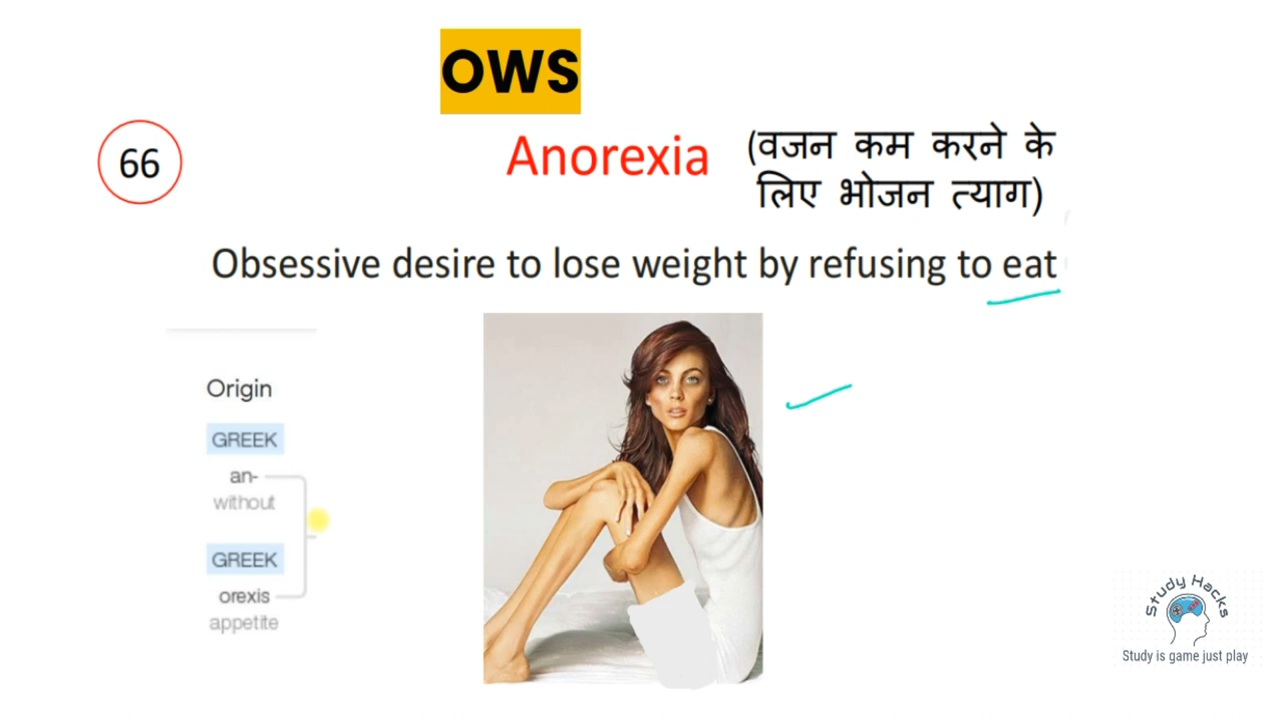 OWS
66
Anorexia
(वजन कम करने के
लिए भोजन त्याग)
Obsessive desire to lose weight by refusing to eat
Origin
GREEK
an-
without
GREEK
orexis
appetite
Study Hacks
Study is game just play